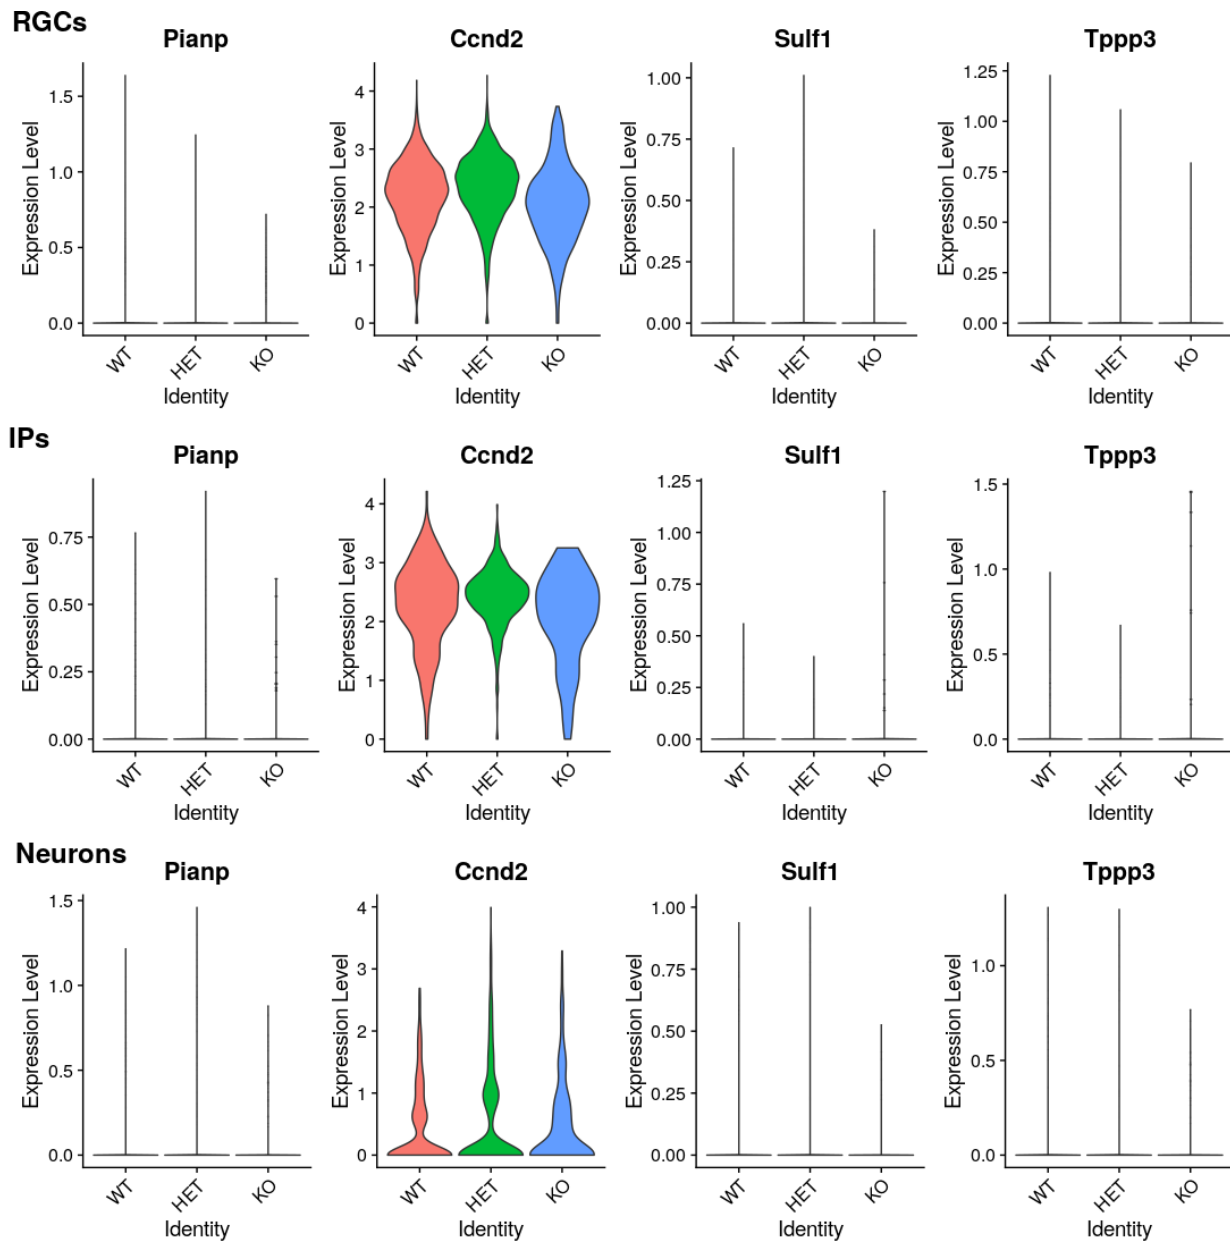 RGCs
Pianp
Ccnd2
Sulf1
Tppp3
Expression Level
1.5
1.0
0.5
0.0
WT
HET
KO
Identity
Expression Level
4
3
2
1
0
WT
HET
KO
Identity
Expression Level
1.00
0.75
0.50
0.25
0.00
WT
HET
KO
Identity
Expression Level
1.25
1.00
0.75
0.50
0.25
0.00
WT
HET
KO
Identity
IPs
Pianp
Ccnd2
Sulf1
Tppp3
Expression Level
0.75
0.50
0.25
0.00
WT
HET
KO
Identity
Expression Level
4
3
2
1
0
WT
HET
KO
Identity
Expression Level
1.25
1.00
0.75
0.50
0.25
0.00
WT
HET
KO
Identity
Expression Level
1.5
1.0
0.5
0.0
WT
HET
KO
Identity
Neurons
Pianp
Ccnd2
Sulf1
Tppp3
Expression Level
1.5
1.0
0.5
0.0
WT
HET
KO
Identity
Expression Level
4
3
2
1
0
WT
HET
KO
Identity
Expression Level
1.00
0.75
0.50
0.25
0.00
WT
HET
KO
Identity
Expression Level
1.0
0.5
0.0
WT
HET
KO
Identity